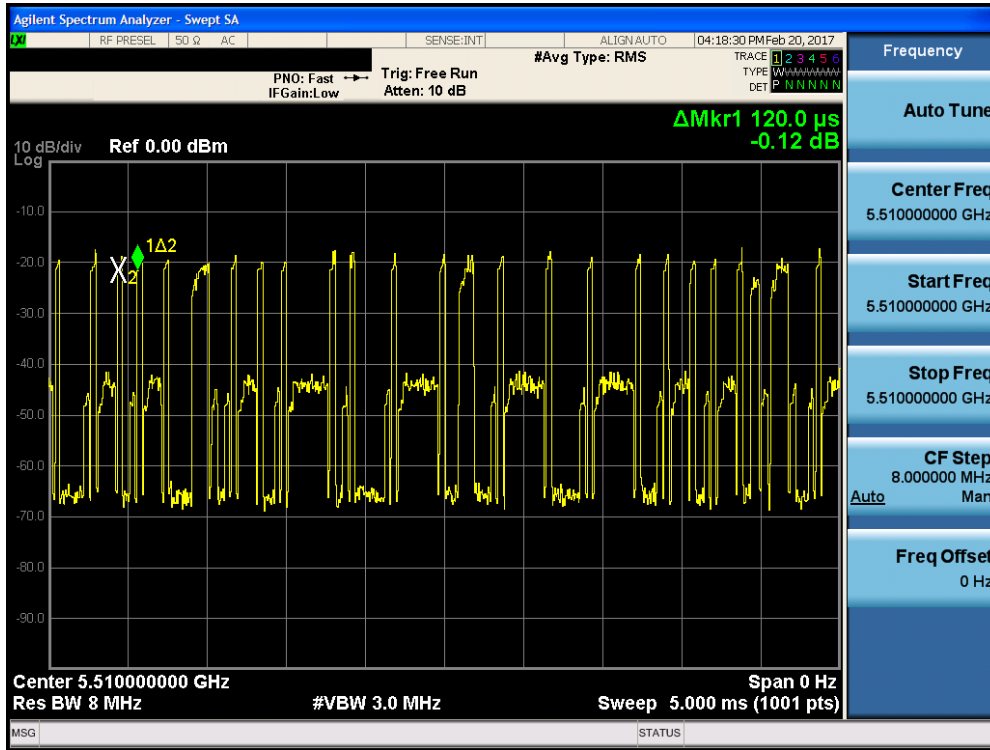 Agilent Spectrum Analyzer - Swept SA
LXI RF PRESEL 50 Ω AC SENSE:INT ALIGN AUTO 04:18:30 PM Feb 20, 2017
#Avg Type: RMS TRACE 1 2 3 4 5 6
PNO: Fast Trig: Free Run TYPE WWWWWW
IFGain:Low Atten: 10 dB DET P N N N N N
ΔMkr1 120.0 µs
-0.12 dB
10 dB/div Ref 0.00 dBm
Log
-10.0
1Δ2
-20.0
2
-30.0
-40.0
-50.0
-60.0
-70.0
-80.0
-90.0
Center 5.510000000 GHz Span 0 Hz
Res BW 8 MHz #VBW 3.0 MHz Sweep 5.000 ms (1001 pts)
MSG STATUS
Frequency
Auto Tune
Center Freq
5.510000000 GHz
Start Freq
5.510000000 GHz
Stop Freq
5.510000000 GHz
CF Step
8.000000 MHz
Auto Man
Freq Offset
0 Hz